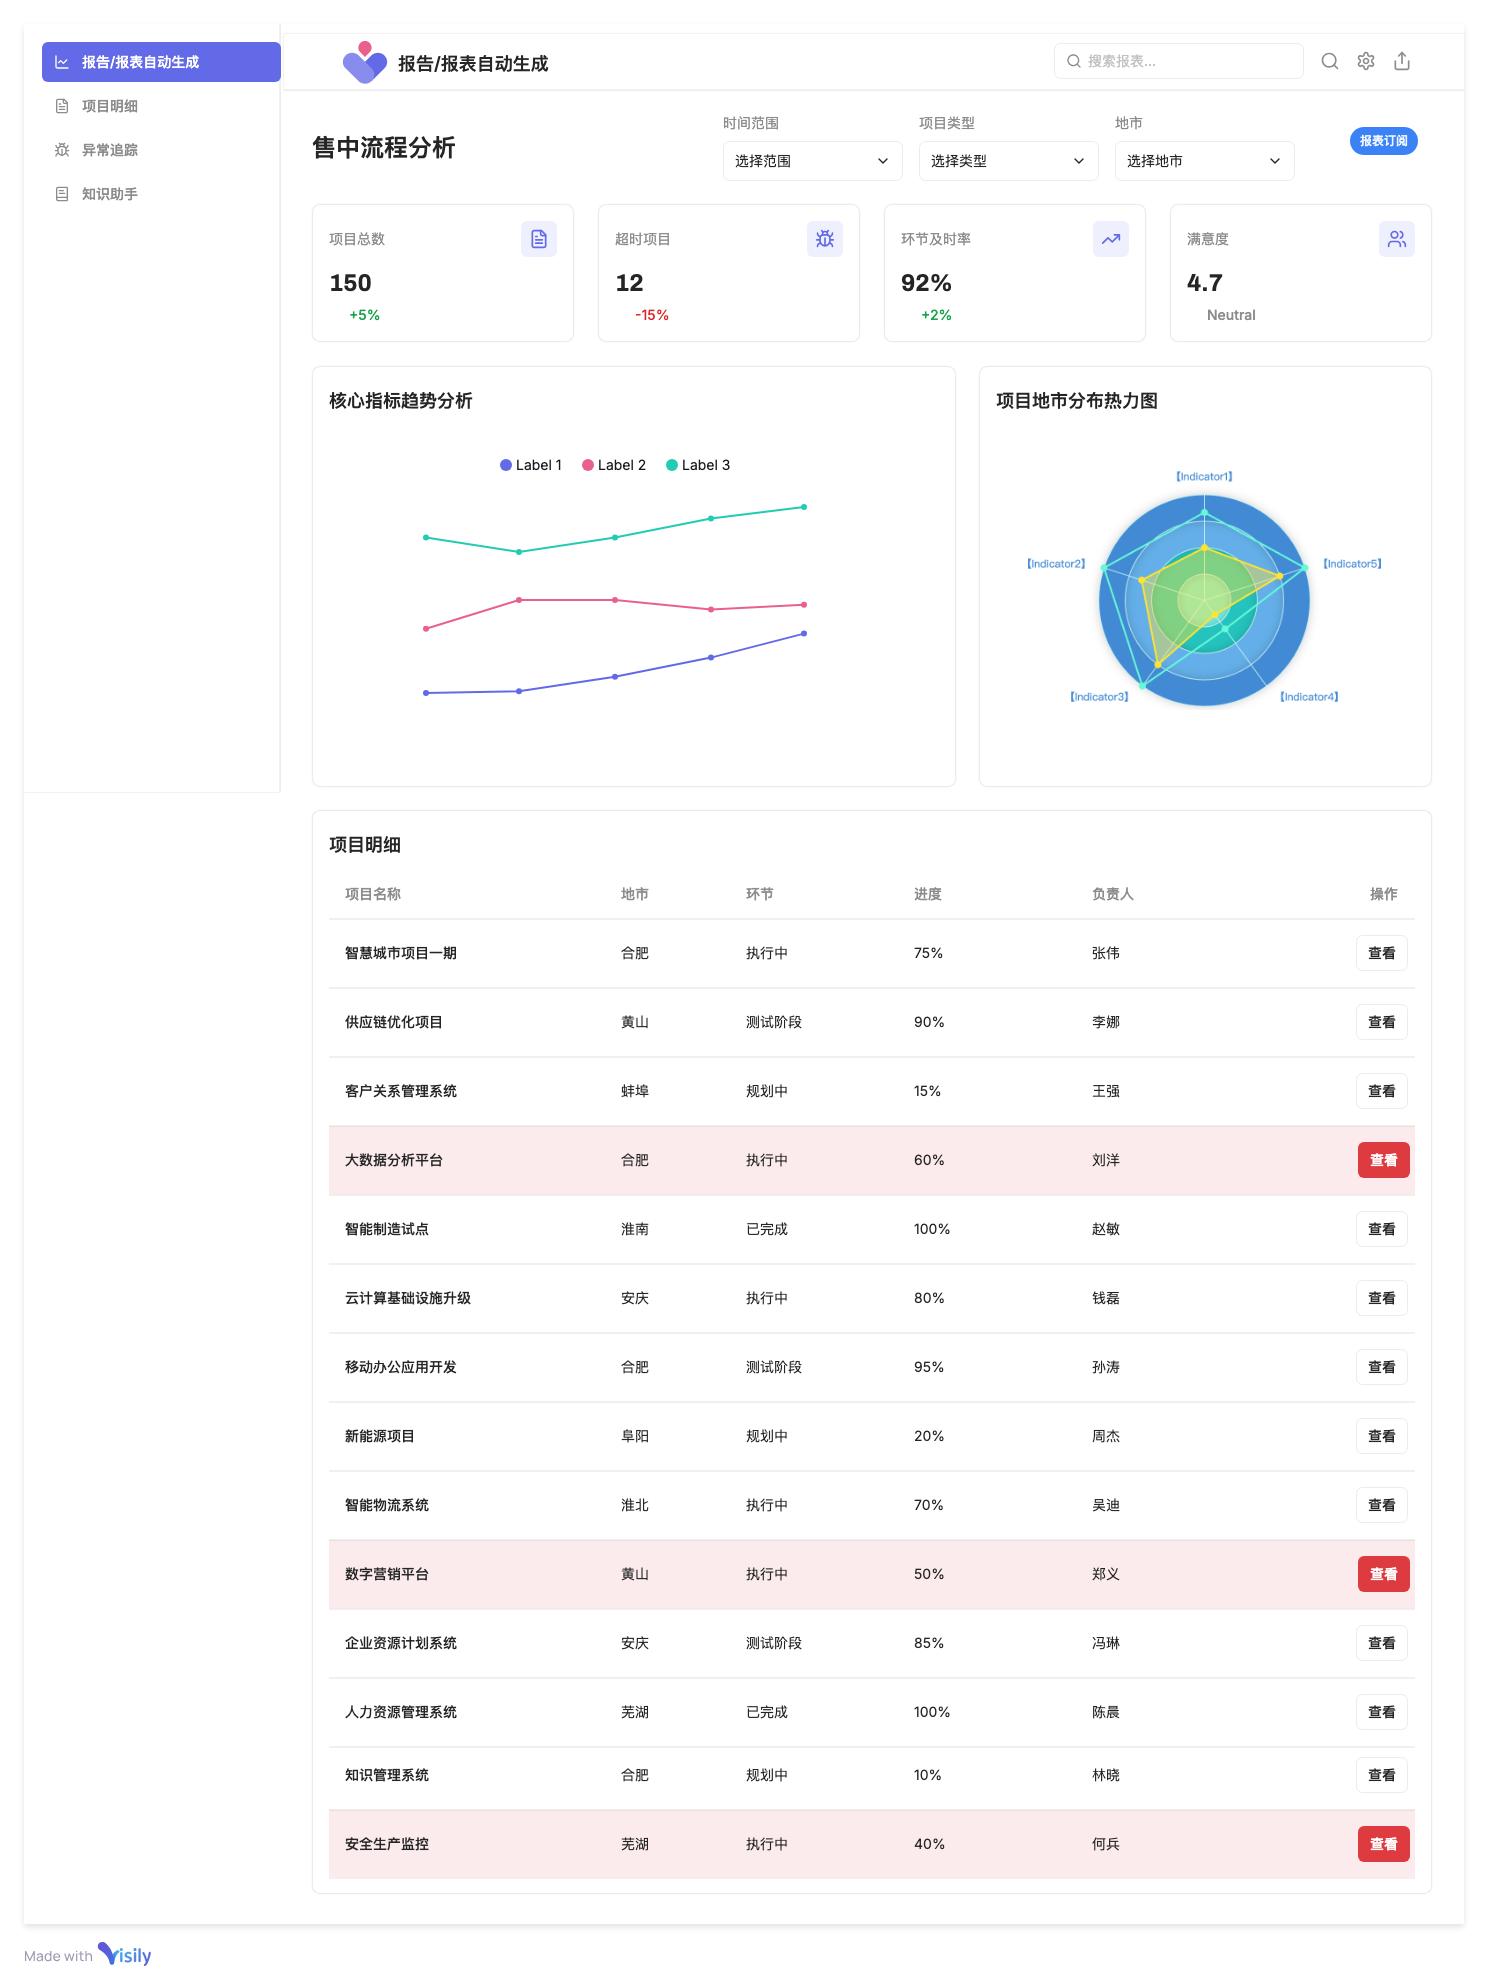 报告/报表自动生成
项目明细
异常追踪
知识助手
报告/报表自动生成
搜索报表...
售中流程分析
时间范围
选择范围
项目类型
选择类型
地市
选择地市
报表订阅
项目总数
150
+5%
超时项目
12
-15%
环节及时率
92%
+2%
满意度
4.7
Neutral
核心指标趋势分析
Label 1 Label 2 Label 3
项目地市分布热力图
【Indicator1】
【Indicator2】
【Indicator5】
【Indicator3】
【Indicator4】
项目明细
项目名称 地市 环节 进度 负责人 操作
智慧城市项目一期 合肥 执行中 75% 张伟 查看
供应链优化项目 黄山 测试阶段 90% 李娜 查看
客户关系管理系统 蚌埠 规划中 15% 王强 查看
大数据分析平台 合肥 执行中 60% 刘洋 查看
智能制造试点 淮南 已完成 100% 赵敏 查看
云计算基础设施升级 安庆 执行中 80% 钱磊 查看
移动办公应用开发 合肥 测试阶段 95% 孙涛 查看
新能源项目 阜阳 规划中 20% 周杰 查看
智能物流系统 淮北 执行中 70% 吴迪 查看
数字营销平台 黄山 执行中 50% 郑义 查看
企业资源计划系统 安庆 测试阶段 85% 冯琳 查看
人力资源管理系统 芜湖 已完成 100% 陈晨 查看
知识管理系统 合肥 规划中 10% 林晓 查看
安全生产监控 芜湖 执行中 40% 何兵 查看
Made with Visily